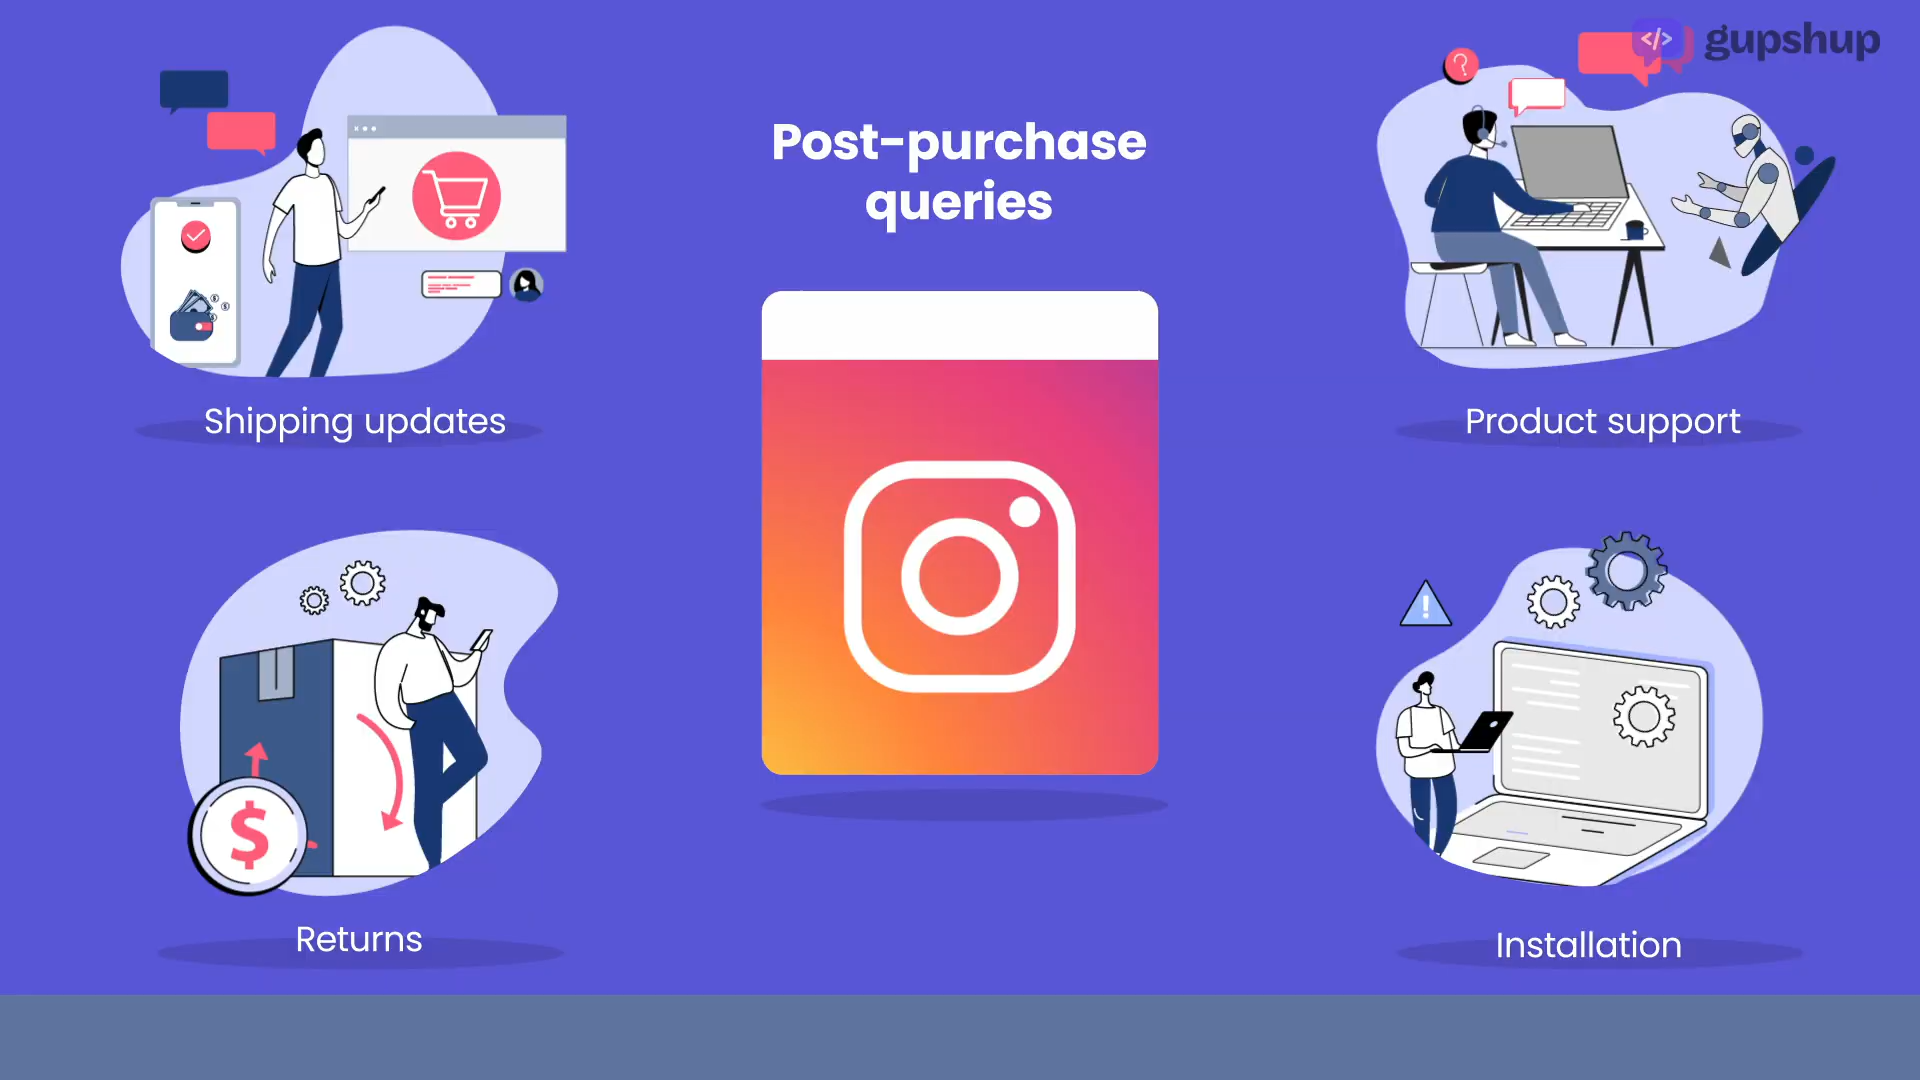 gupshup
Post-purchase
queries
Shipping updates
Product support
Returns
Installation